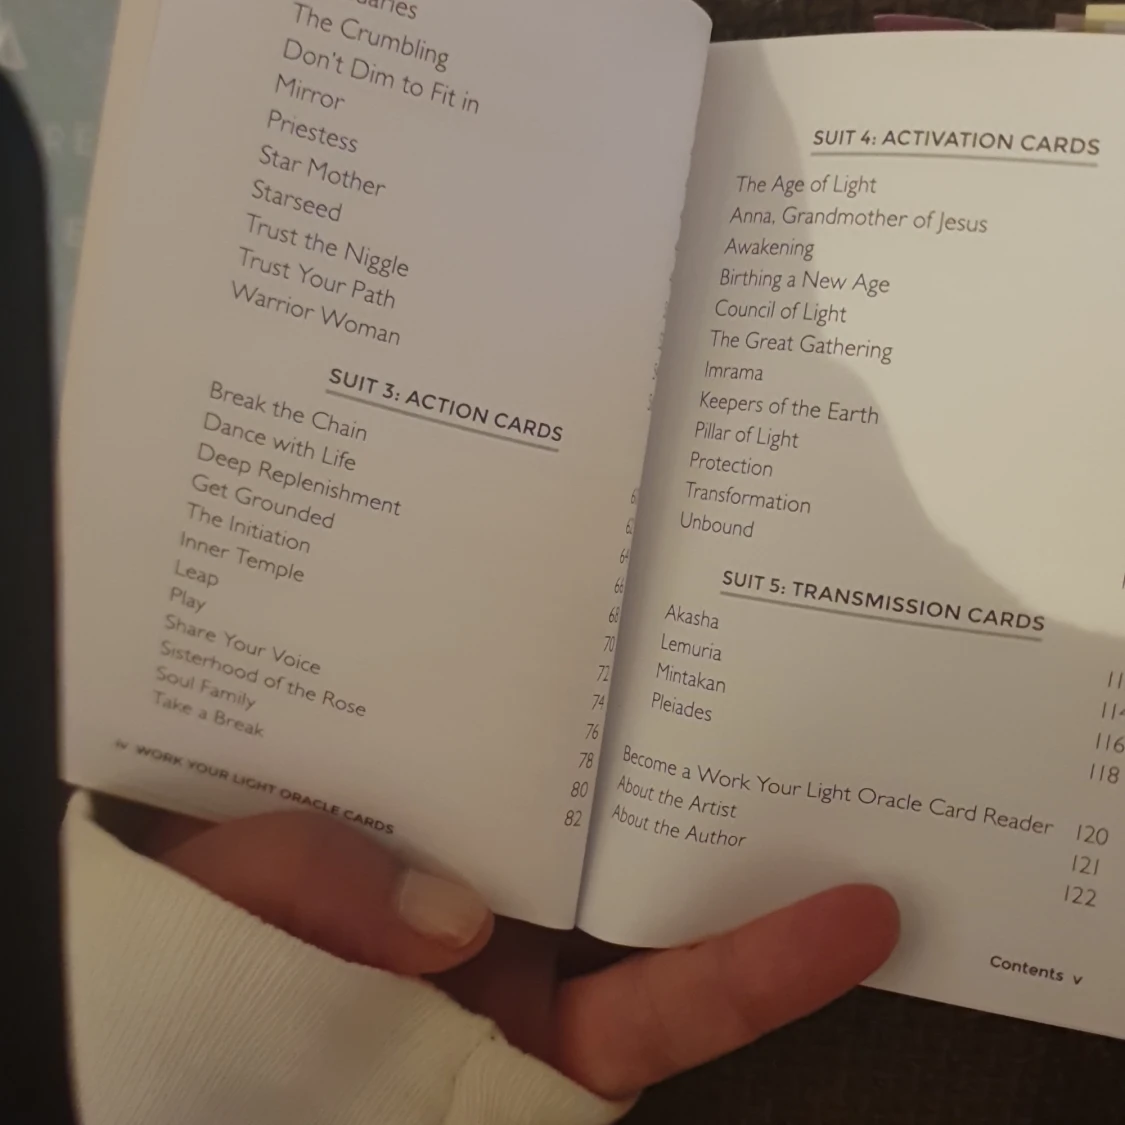 The Crumbling
Don't Dim to Fit in
Mirror
Priestess
Star Mother
Starseed
Trust the Niggle
Trust Your Path
Warrior Woman
SUIT 3: ACTION CARDS
Break the Chain
Dance with Life
Deep Replenishment
Get Grounded 66
The Initiation 68
Inner Temple 70
Leap 72
Play 74
Share Your Voice 76
Sisterhood of the Rose 78
Soul Family 80
Take a Break 82
iv WORK YOUR LIGHT ORACLE CARDS
SUIT 4: ACTIVATION CARDS
The Age of Light
Anna, Grandmother of Jesus
Awakening
Birthing a New Age
Council of Light
The Great Gathering
Imrama
Keepers of the Earth
Pillar of Light
Protection
Transformation
Unbound
SUIT 5: TRANSMISSION CARDS
Akasha
Lemuria
Mintakan 116
Pleiades 118
Become a Work Your Light Oracle Card Reader 120
About the Artist 121
About the Author 122
Contents v